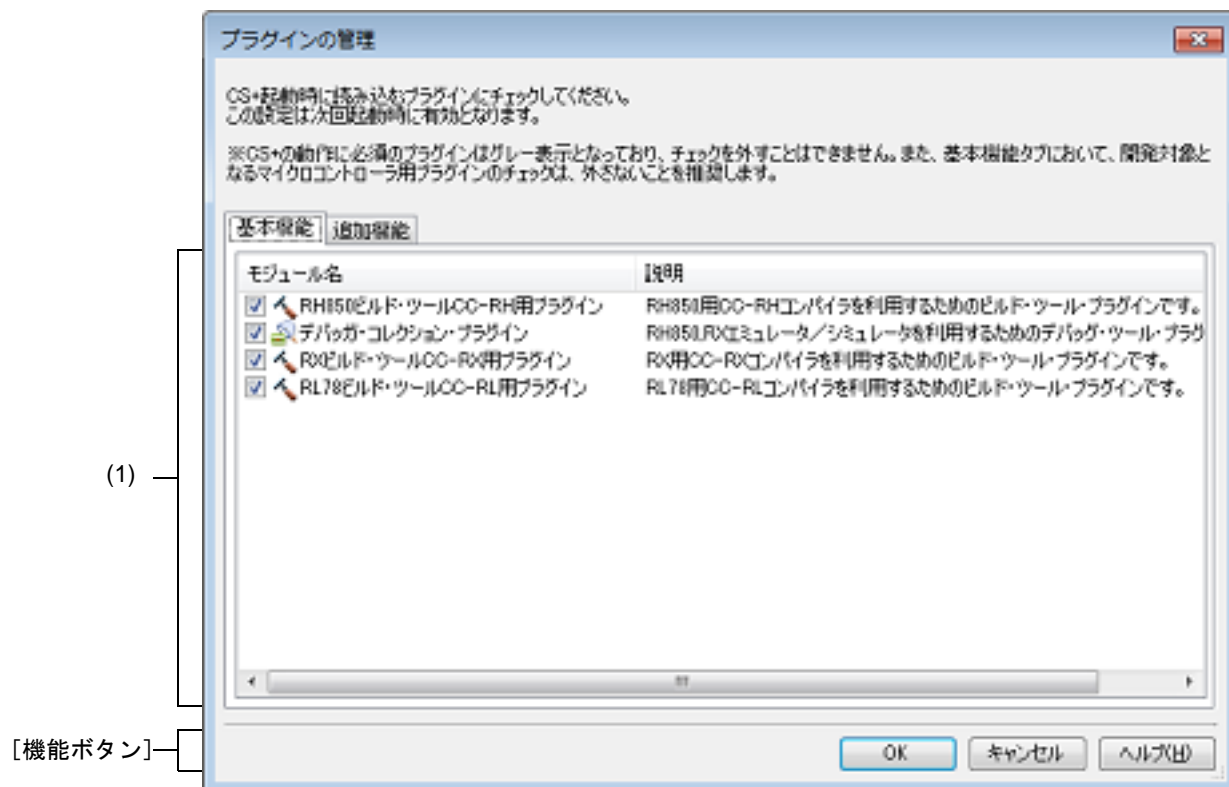 プラグインの管理
CS+起動時に読み込むプラグインにチェックしてください。
この設定は次回起動時に有効となります。
※CS+の動作に必須のプラグインはグレー表示となっており、チェックを外すことはできません。また、基本機能タブにおいて、開発対象と
なるマイクロコントローラ用プラグインのチェックは、外さないことを推奨します。
基本機能 追加機能
モジュール名 説明
RH850ビルド・ツールCC-RH用プラグイン RH850用CC-RHコンパイラを利用するためのビルド・ツール・プラグインです。
デバッガ・コレクション・プラグイン RH850,RXエミュレータ/シミュレータを利用するためのデバッグ・ツール・プラグ
RXビルド・ツールCC-RX用プラグイン RX用CC-RXコンパイラを利用するためのビルド・ツール・プラグインです。
RL78ビルド・ツールCC-RL用プラグイン RL78用CC-RLコンパイラを利用するためのビルド・ツール・プラグインです。
(1)
[機能ボタン]
OK キャンセル ヘルプ(H)